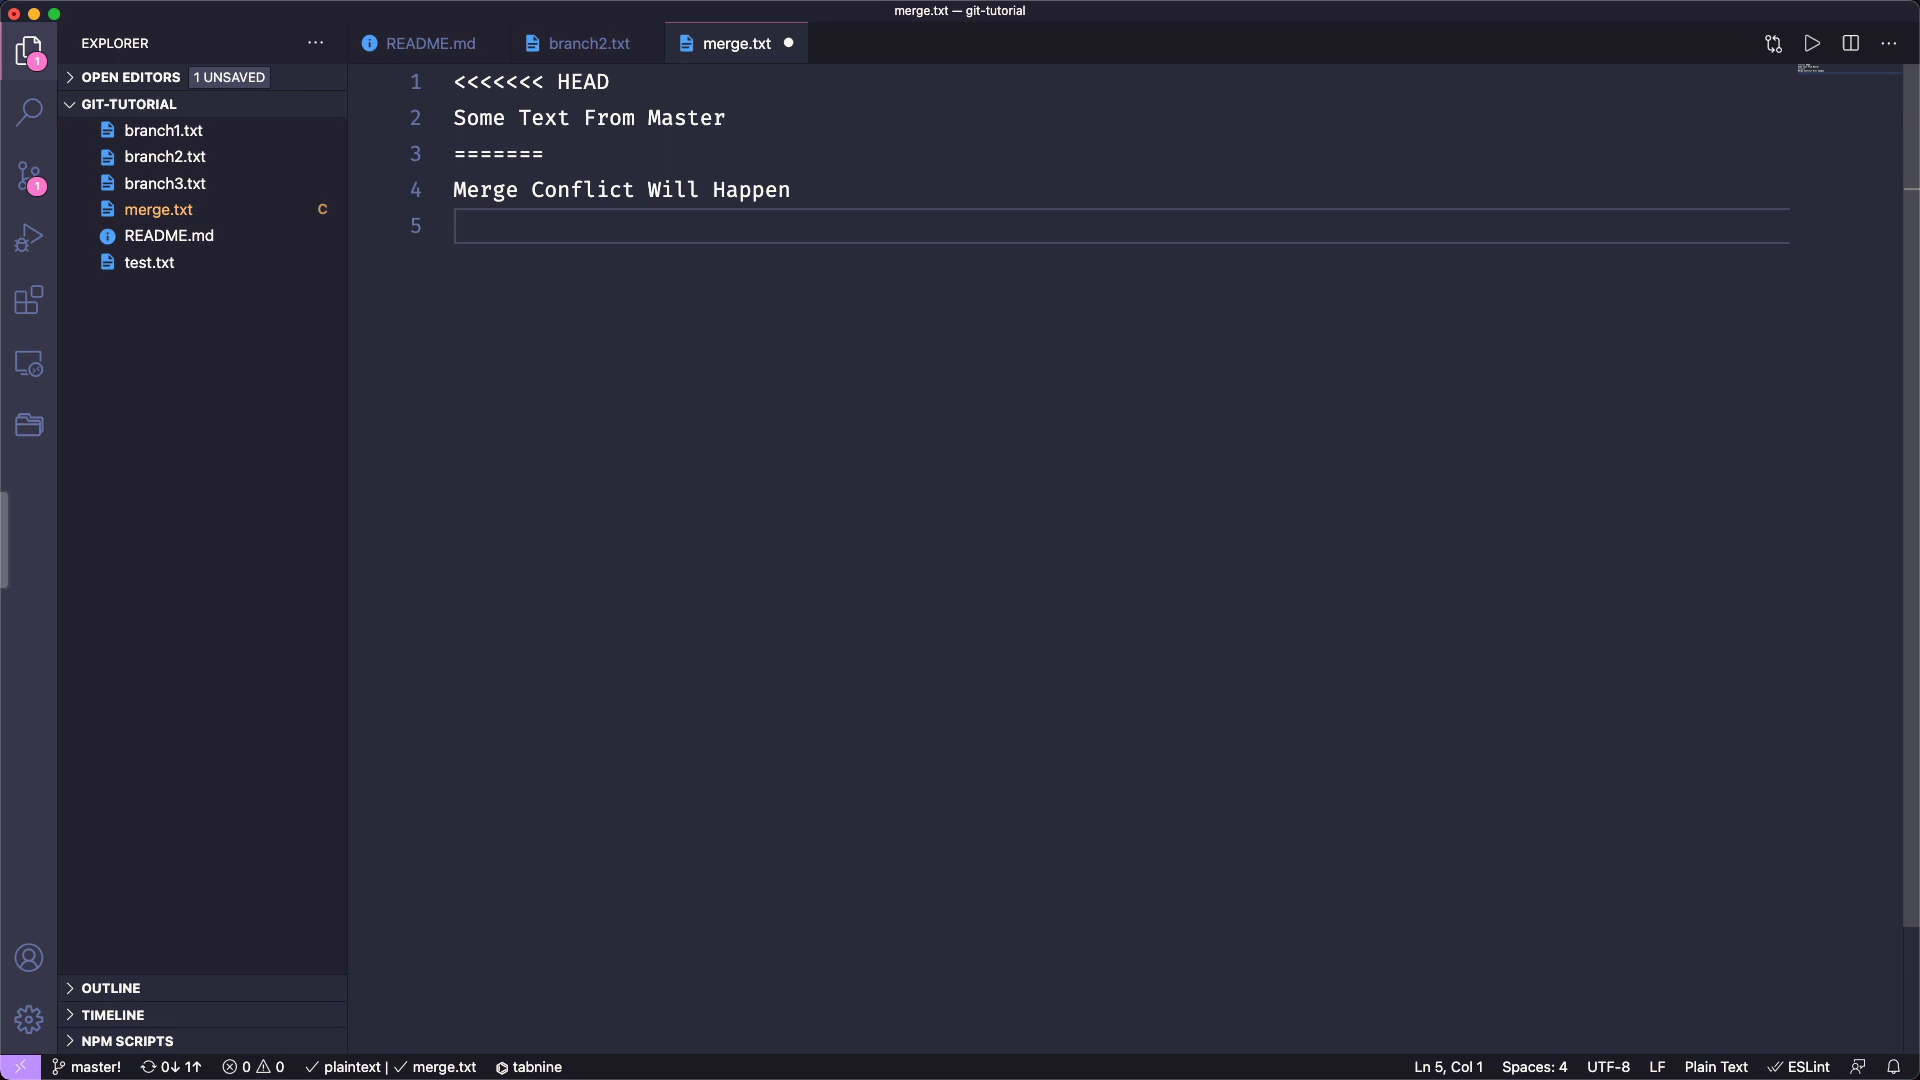 merge.txt — git-tutorial
EXPLORER
README.md
branch2.txt
merge.txt
1
OPEN EDITORS
1 UNSAVED
GIT-TUTORIAL
branch1.txt
branch2.txt
branch3.txt
merge.txt C
README.md
test.txt
1
1 <<<<<<< HEAD
2 Some Text From Master
3 =======
4 Merge Conflict Will Happen
5
OUTLINE
TIMELINE
NPM SCRIPTS
master! 0↓ 1↑ 0 0 ✓ plaintext | ✓ merge.txt tabnine Ln 5, Col 1 Spaces: 4 UTF-8 LF Plain Text ESLint